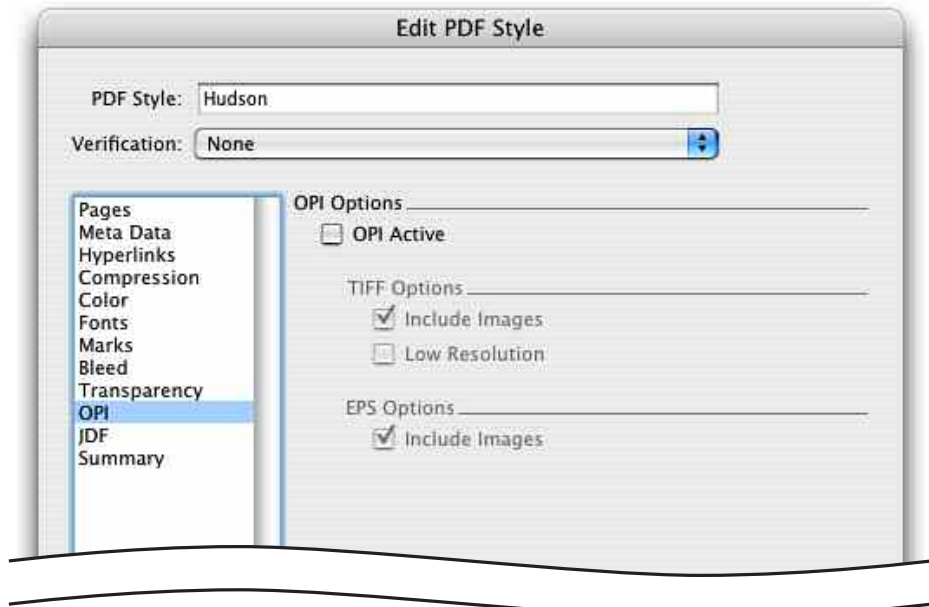 Edit PDF Style
PDF Style: Hudson
Verification: None
Pages
Meta Data
Hyperlinks
Compression
Color
Fonts
Marks
Bleed
Transparency
OPI
JDF
Summary
OPI Options
OPI Active
TIFF Options
Include Images
Low Resolution
EPS Options
Include Images